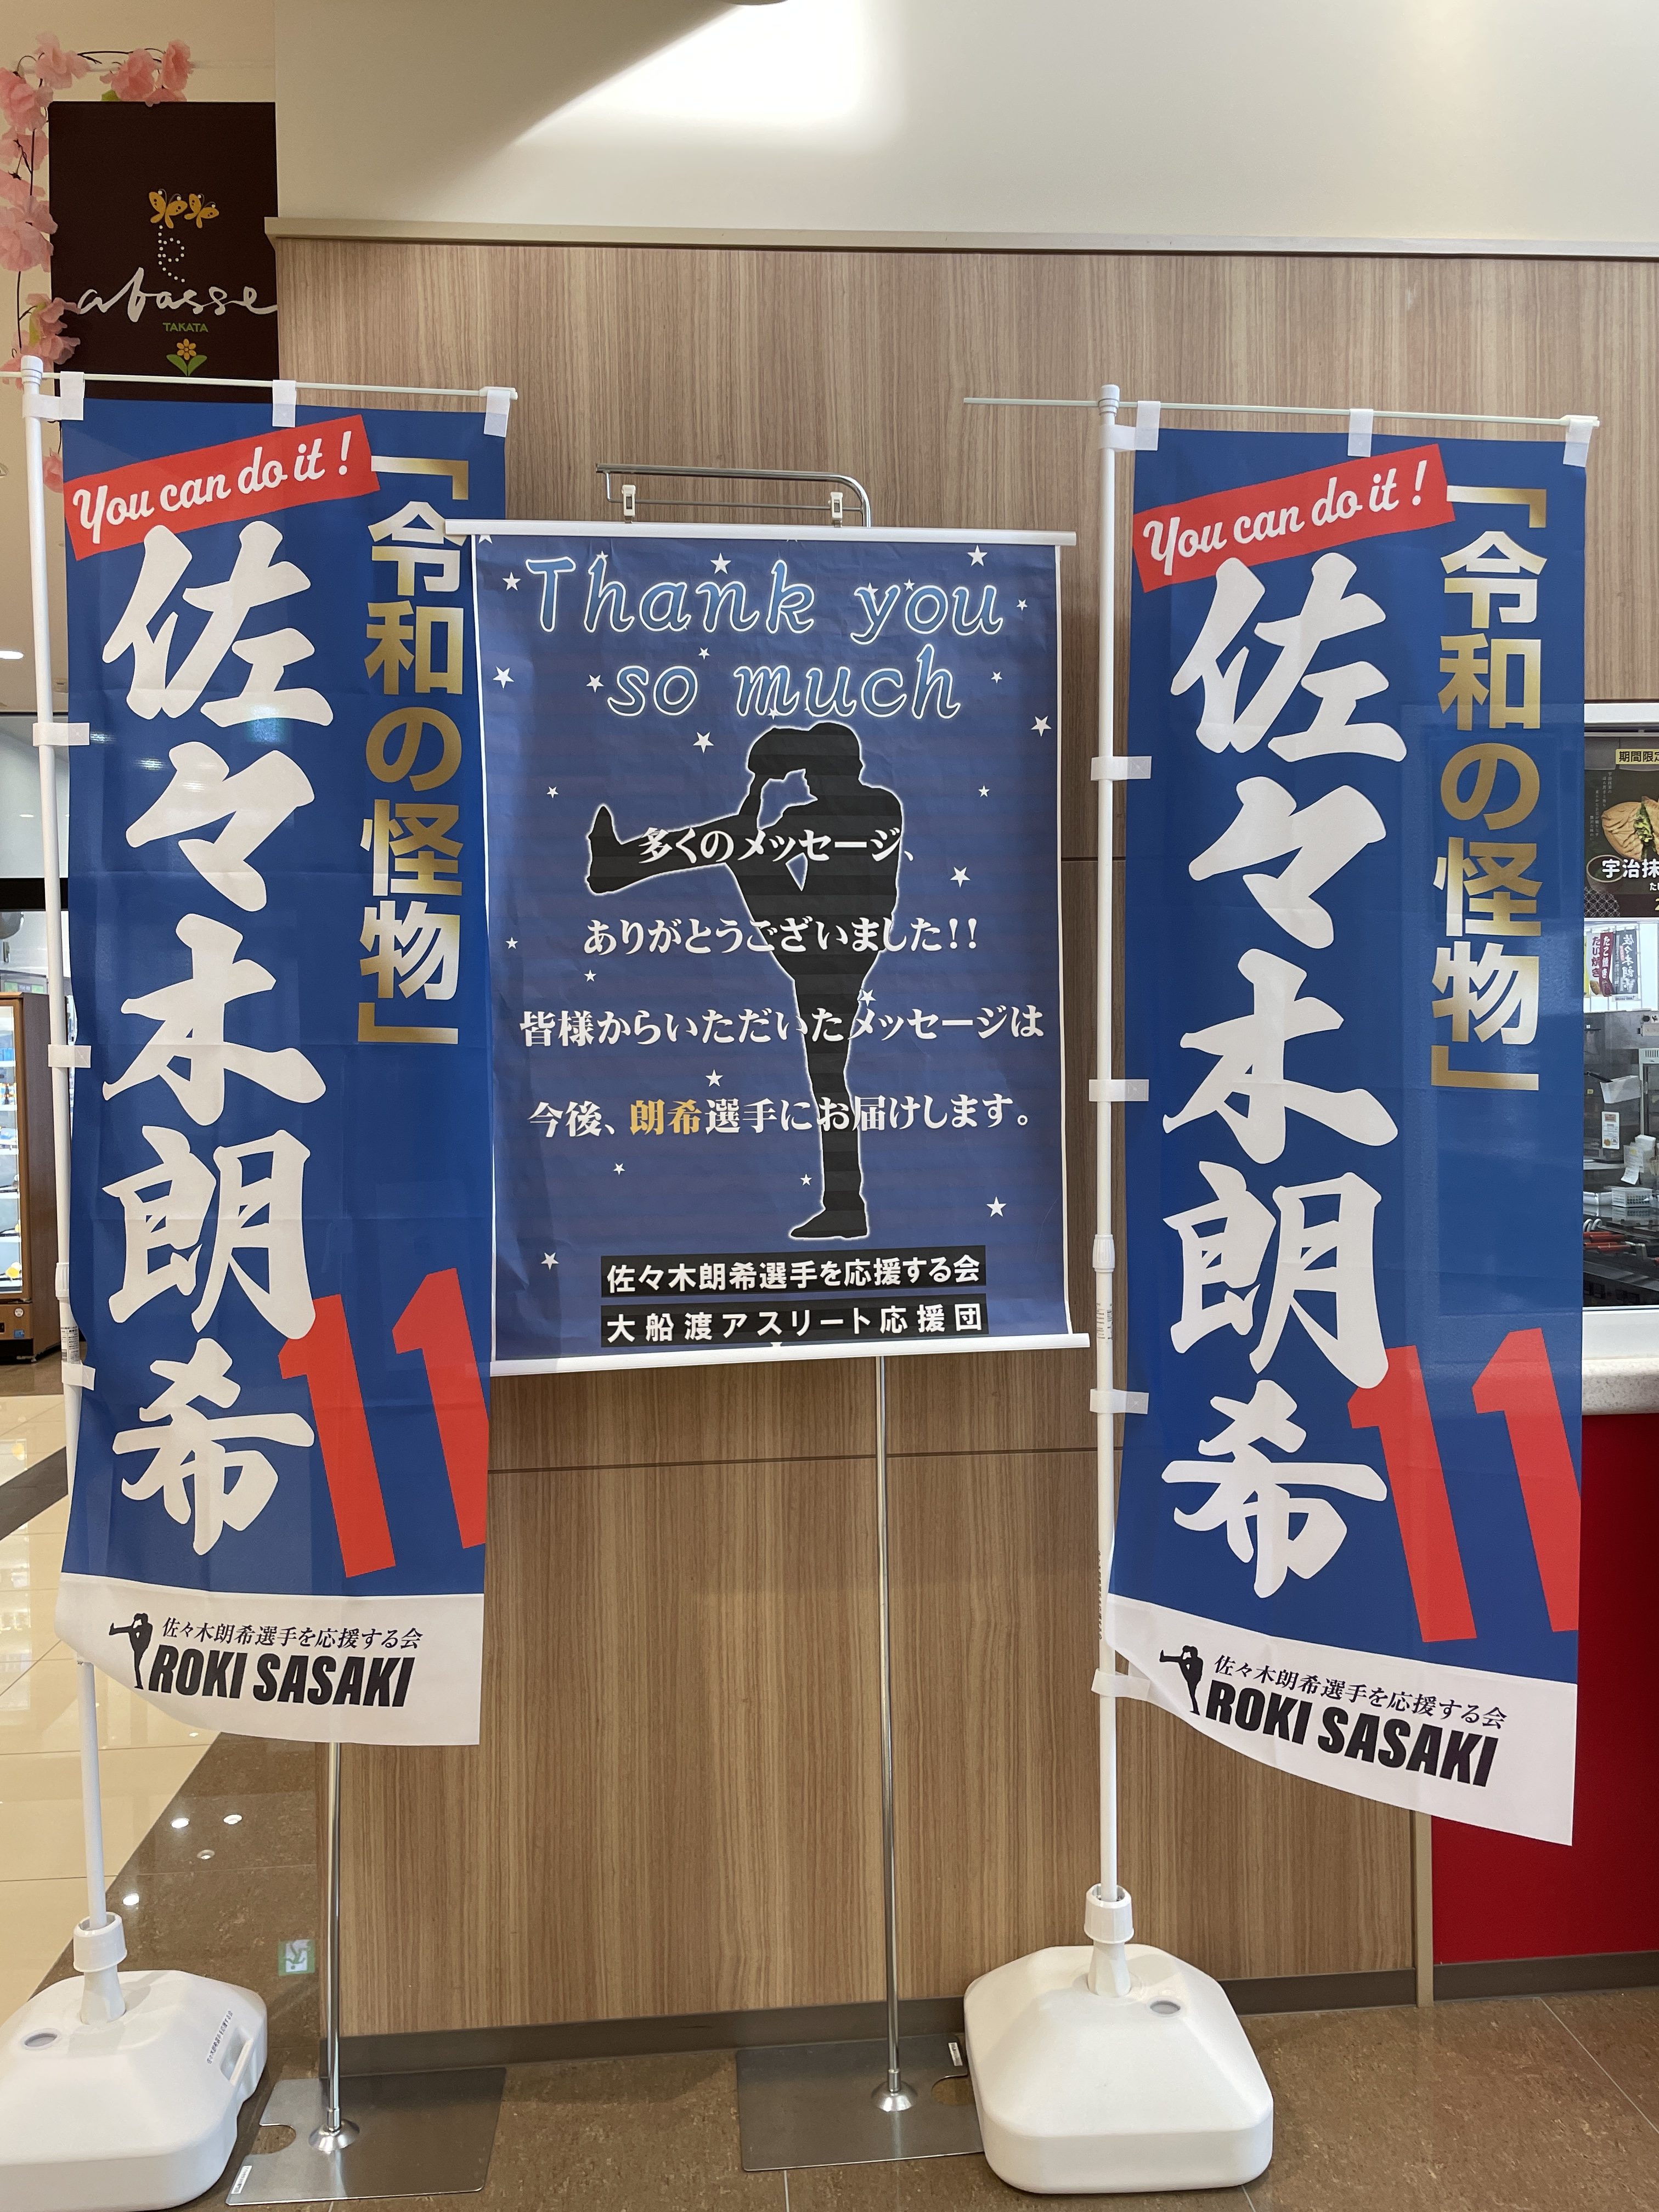 abasse
TAKATA
You can do it!
「令和の怪物」
佐々木朗希
11
佐々木朗希選手を応援する会
ROKI SASAKI
Thank you
so much
多くのメッセージ、
ありがとうございました!!
皆様からいただいたメッセージは
今後、朗希選手にお届けします。
佐々木朗希選手を応援する会
大船渡アスリート応援団
You can do it!
「令和の怪物」
佐々木朗希
11
佐々木朗希選手を応援する会
ROKI SASAKI
期間限
宇治抹